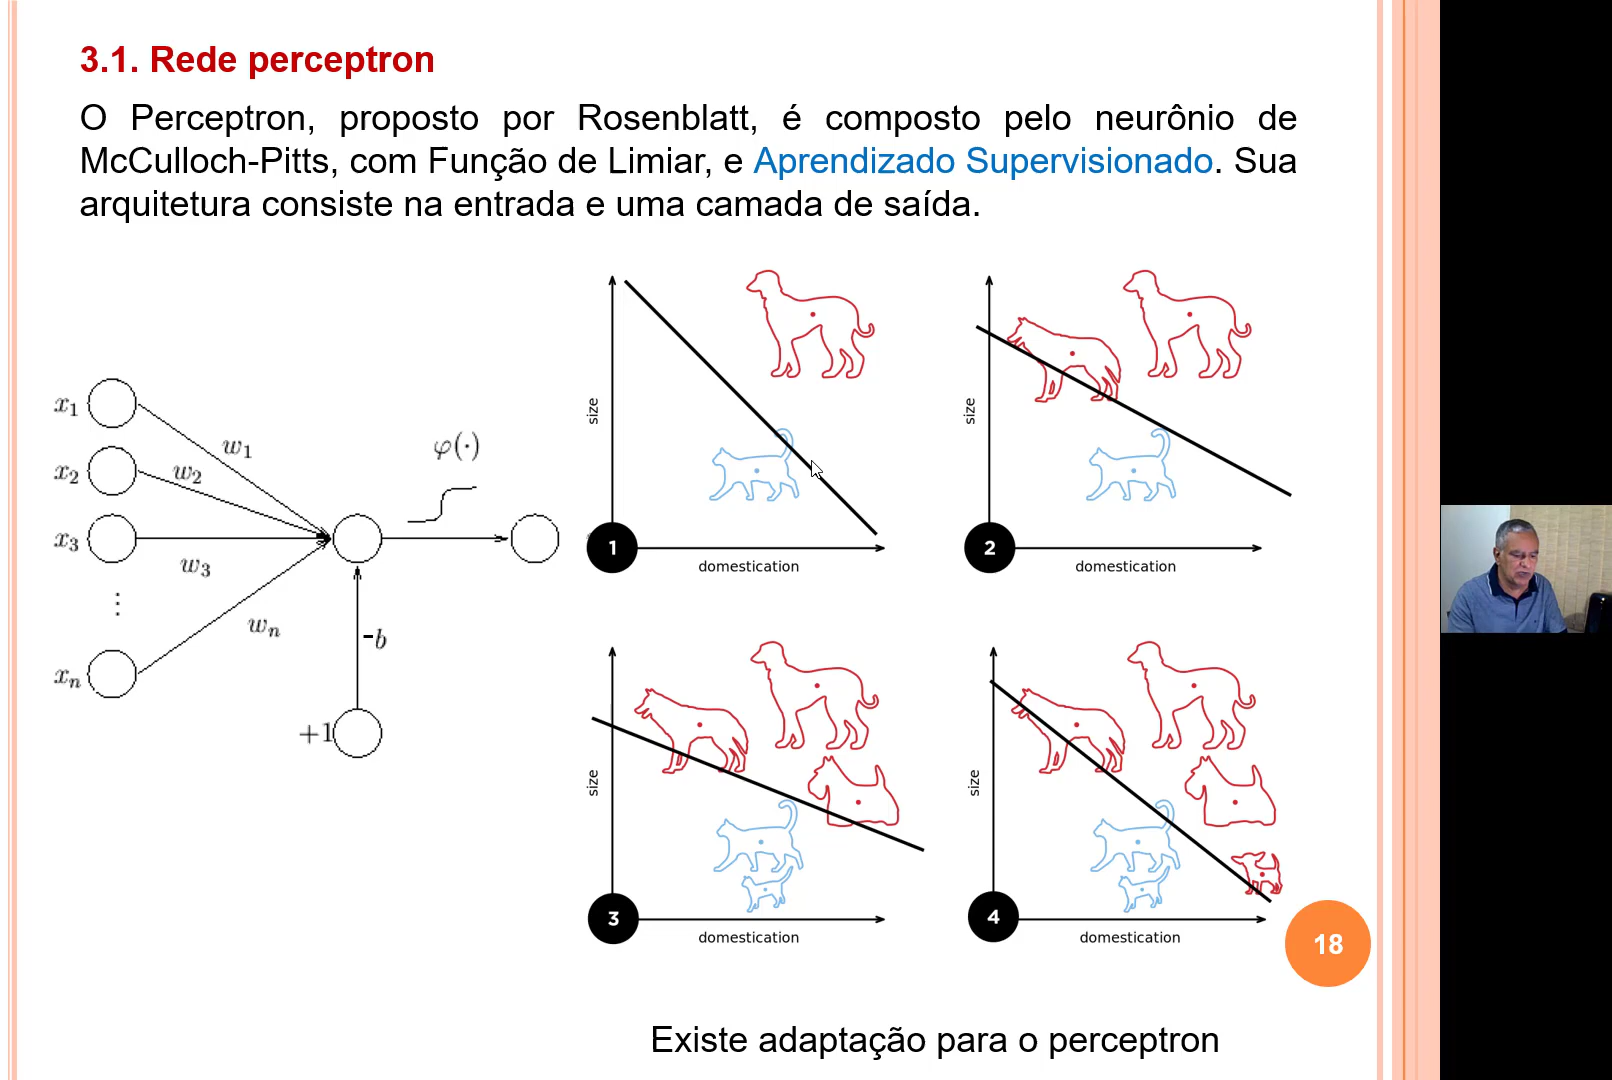 3.1. Rede perceptron
O Perceptron, proposto por Rosenblatt, é composto pelo neurônio de
McCulloch-Pitts, com Função de Limiar, e Aprendizado Supervisionado. Sua
arquitetura consiste na entrada e uma camada de saída.
x1
x2
x3
⋮
xn
w1
w2
w3
wn
φ(·)
-b
+1
size
1
domestication
size
2
domestication
size
3
domestication
size
4
domestication
18
Existe adaptação para o perceptron